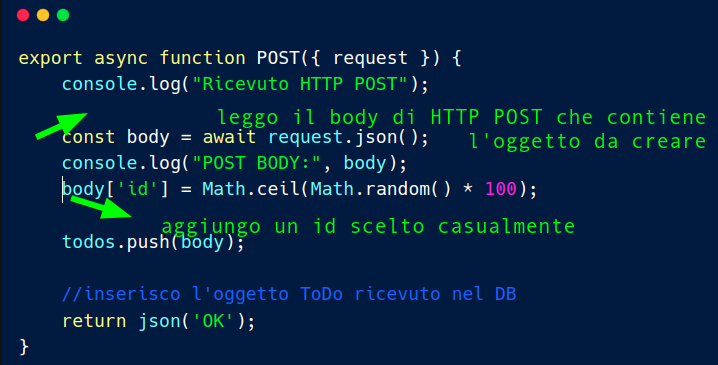 export async function POST({ request }) {
console.log("Ricevuto HTTP POST");
leggo il body di HTTP POST che contiene
const body = await request.json();
l'oggetto da creare
console.log("POST BODY:", body);
body['id'] = Math.ceil(Math.random() * 100);
aggiungo un id scelto casualmente
todos.push(body);
//inserisco l'oggetto ToDo ricevuto nel DB
return json('OK');
}